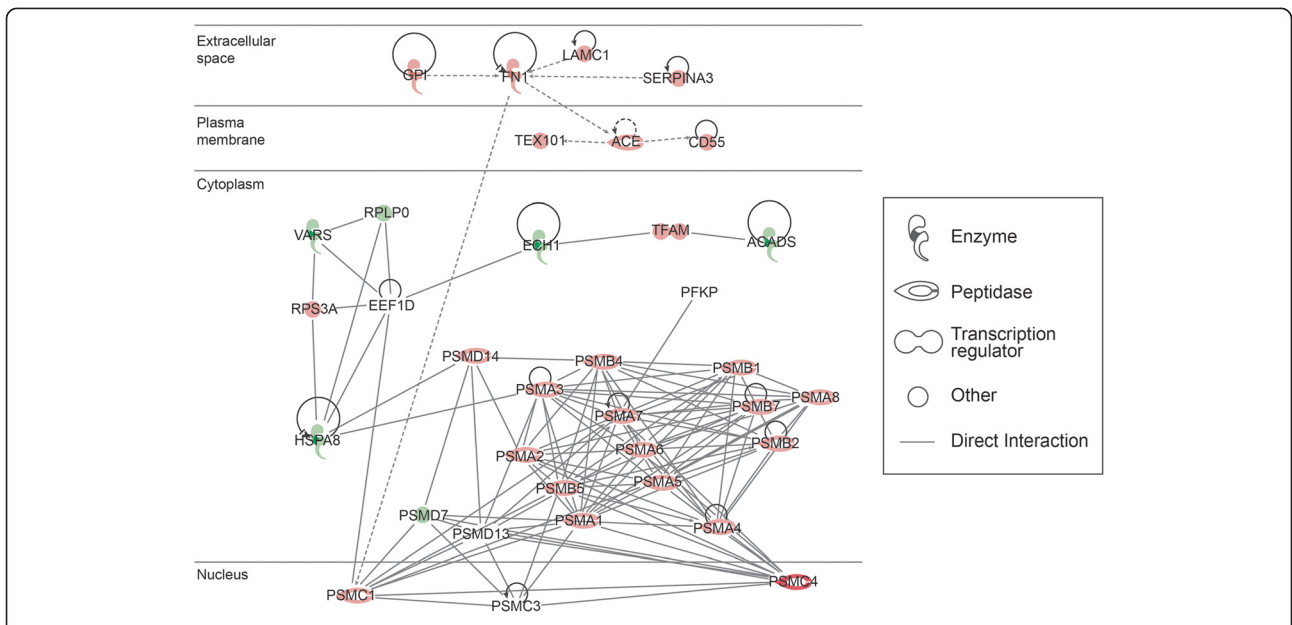 Extracellular
space
GPI
FN1
LAMC1
SERPINA3
Plasma
membrane
TEX101
ACE
CD55
Cytoplasm
RPLP0
VARS
ECH1
TFAM
ACADS
RPS3A
EEF1D
PFKP
PSMD14
PSMB4
PSMB1
PSMA3
PSMA8
PSMB7
PSMA7
HSPA8
PSMB2
PSMA6
PSMA2
PSMA5
PSMB5
PSMD7
PSMA1
PSMA4
PSMD13
Nucleus
PSMC4
PSMC1
PSMC3
Enzyme
Peptidase
Transcription
regulator
Other
Direct Interaction